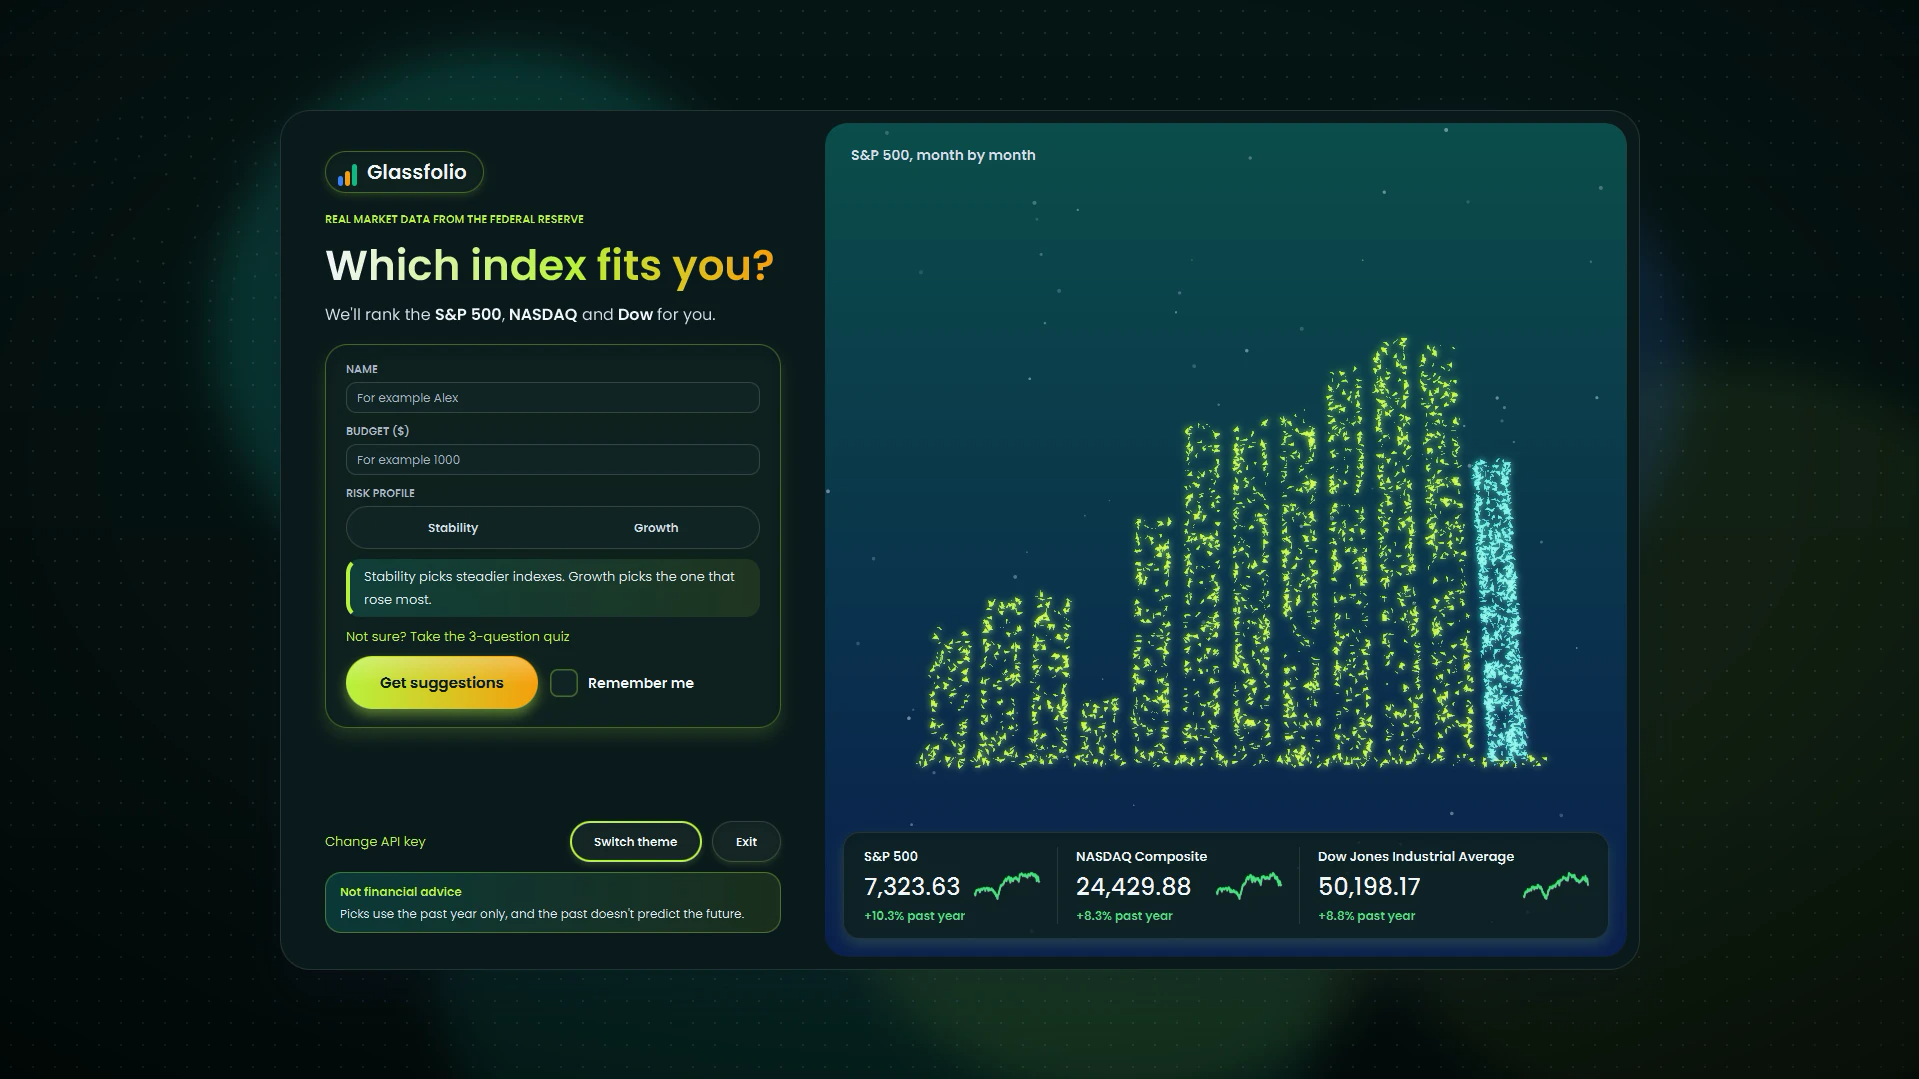 Glassfolio
REAL MARKET DATA FROM THE FEDERAL RESERVE
Which index fits you?
We'll rank the S&P 500, NASDAQ and Dow for you.
NAME
For example Alex
BUDGET ($)
For example 1000
RISK PROFILE
Stability
Growth
Stability picks steadier indexes. Growth picks the one that
rose most.
Not sure? Take the 3-question quiz
Get suggestions
Remember me
Change API key
Switch theme
Exit
Not financial advice
Picks use the past year only, and the past doesn't predict the future.
S&P 500, month by month
S&P 500
7,323.63
+10.3% past year
NASDAQ Composite
24,429.88
+8.3% past year
Dow Jones Industrial Average
50,198.17
+8.8% past year